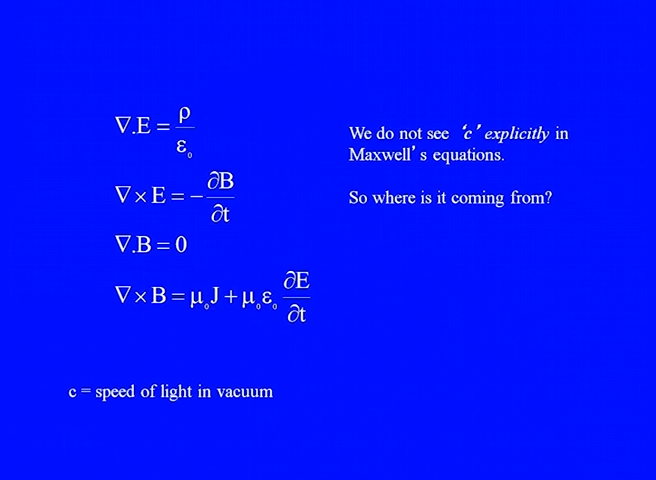 ∇.E = ρ/ε₀
We do not see ‘c’ explicitly in
Maxwell’s equations.
∇×E = −∂B/∂t
So where is it coming from?
∇.B = 0
∇×B = μ₀J + μ₀ε₀ ∂E/∂t
c = speed of light in vacuum